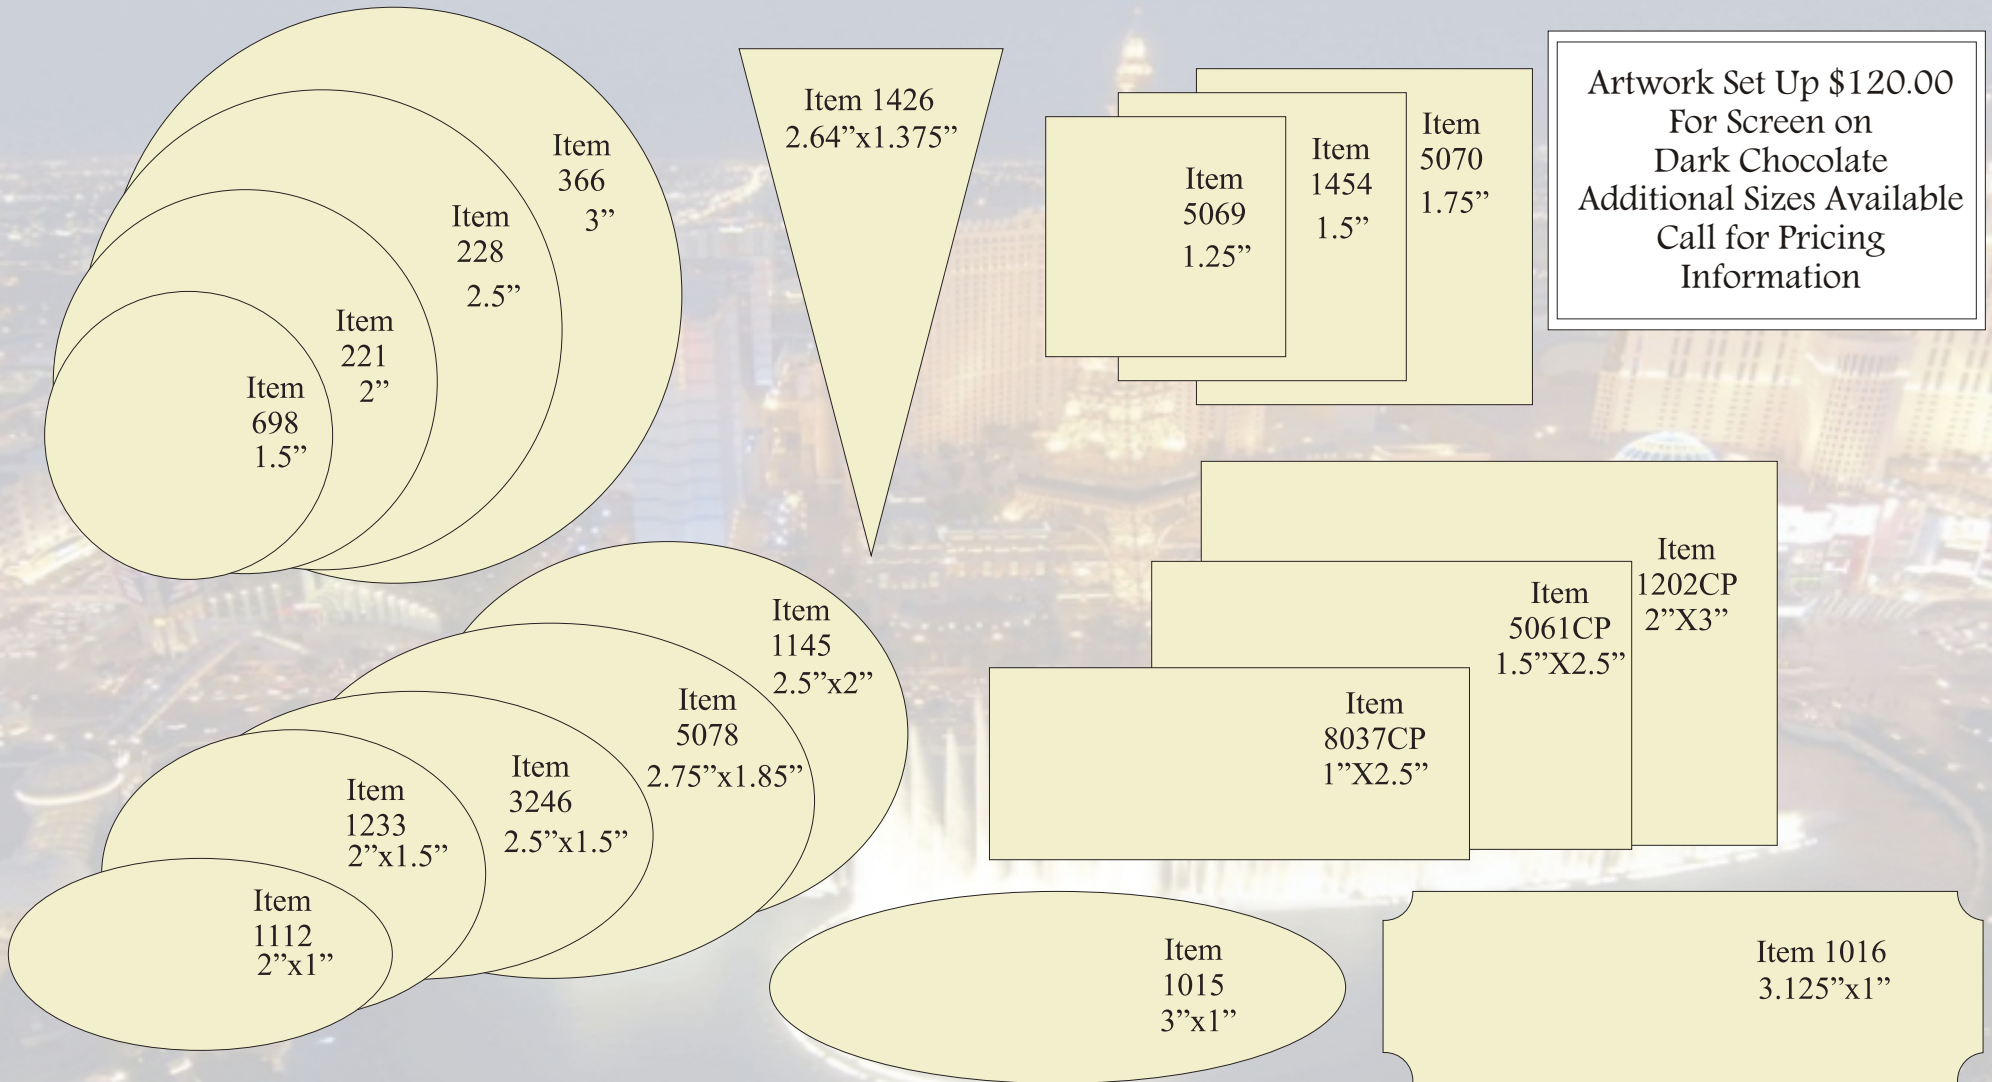 Item
366
3”
Item
228
2.5”
Item
221
2”
Item
698
1.5”
Item 1426
2.64”x1.375”
Item
5069
1.25”
Item
1454
1.5”
Item
5070
1.75”
Artwork Set Up $120.00
For Screen on
Dark Chocolate
Additional Sizes Available
Call for Pricing
Information
Item
1145
2.5”x2”
Item
5078
2.75”x1.85”
Item
3246
2.5”x1.5”
Item
1233
2”x1.5”
Item
1112
2”x1”
Item
1202CP
2”X3”
Item
5061CP
1.5”X2.5”
Item
8037CP
1”X2.5”
Item
1015
3”x1”
Item 1016
3.125”x1”